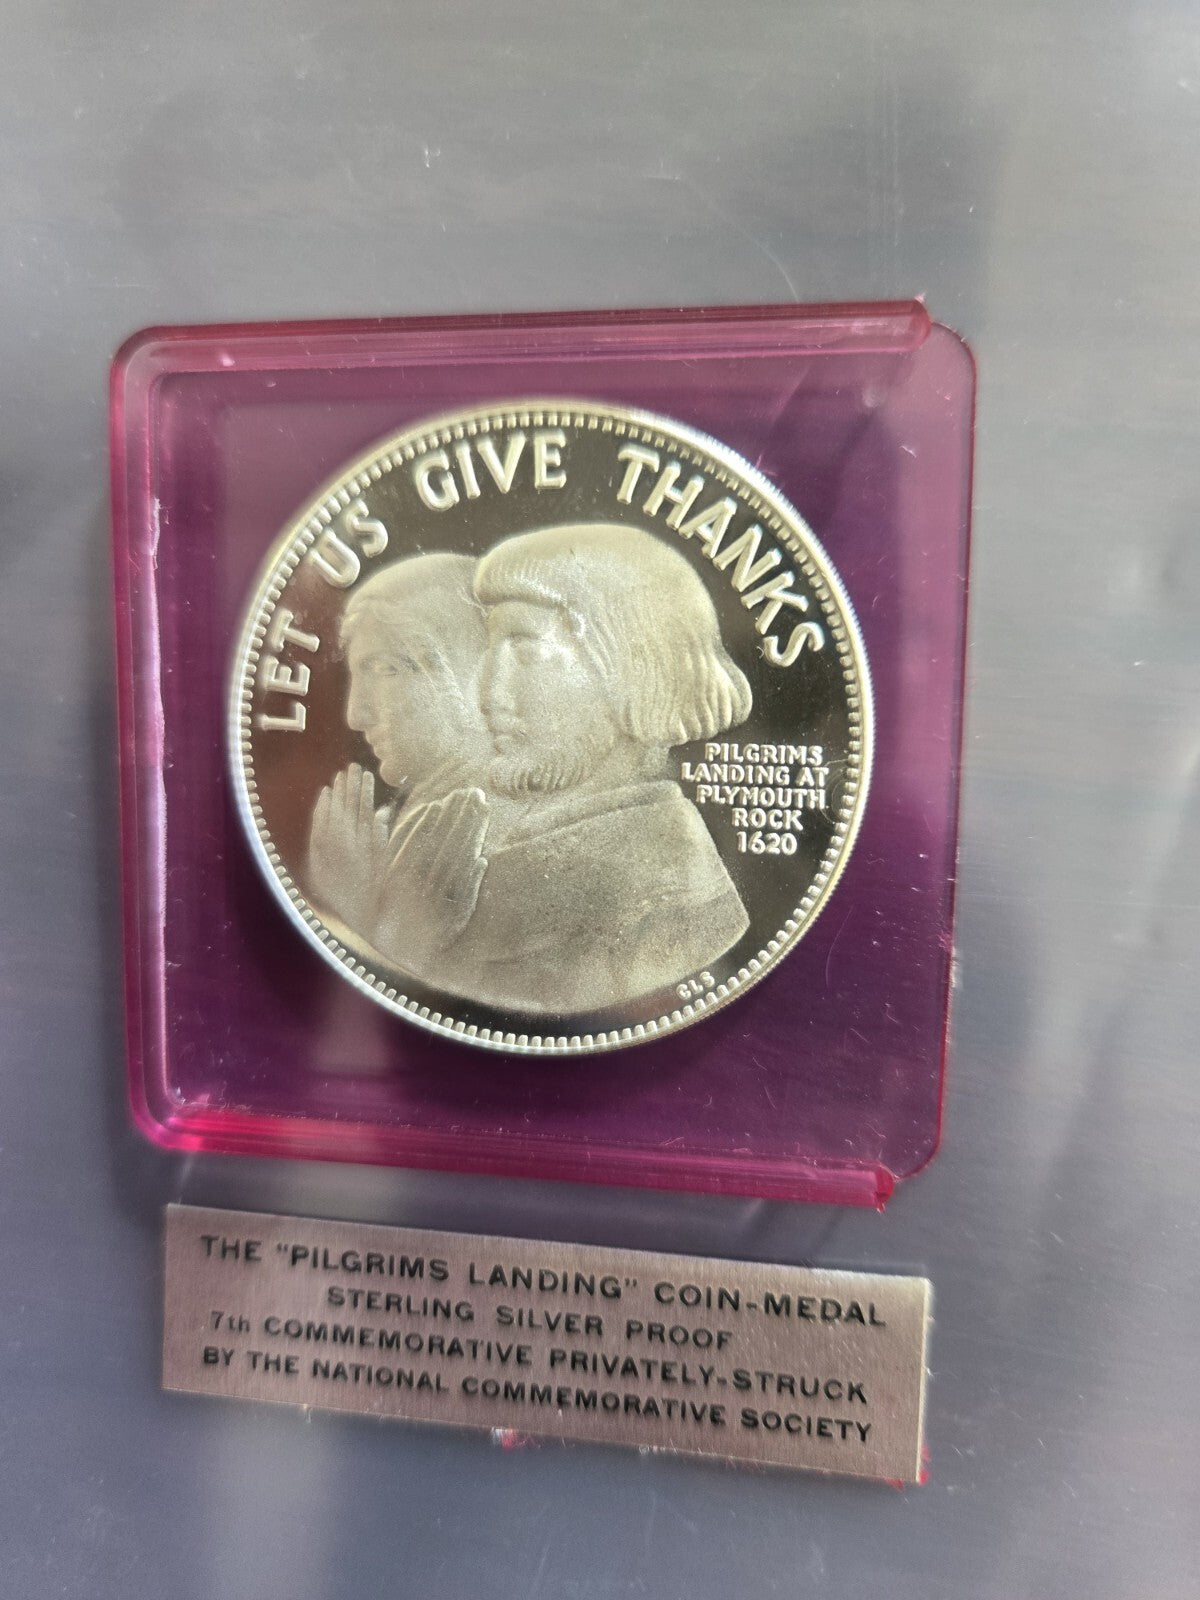 LET US GIVE THANKS
PILGRIMS
LANDING AT
PLYMOUTH
ROCK
1620
CLS
THE "PILGRIMS LANDING" COIN-MEDAL
STERLING SILVER PROOF
7th COMMEMORATIVE PRIVATELY-STRUCK
BY THE NATIONAL COMMEMORATIVE SOCIETY